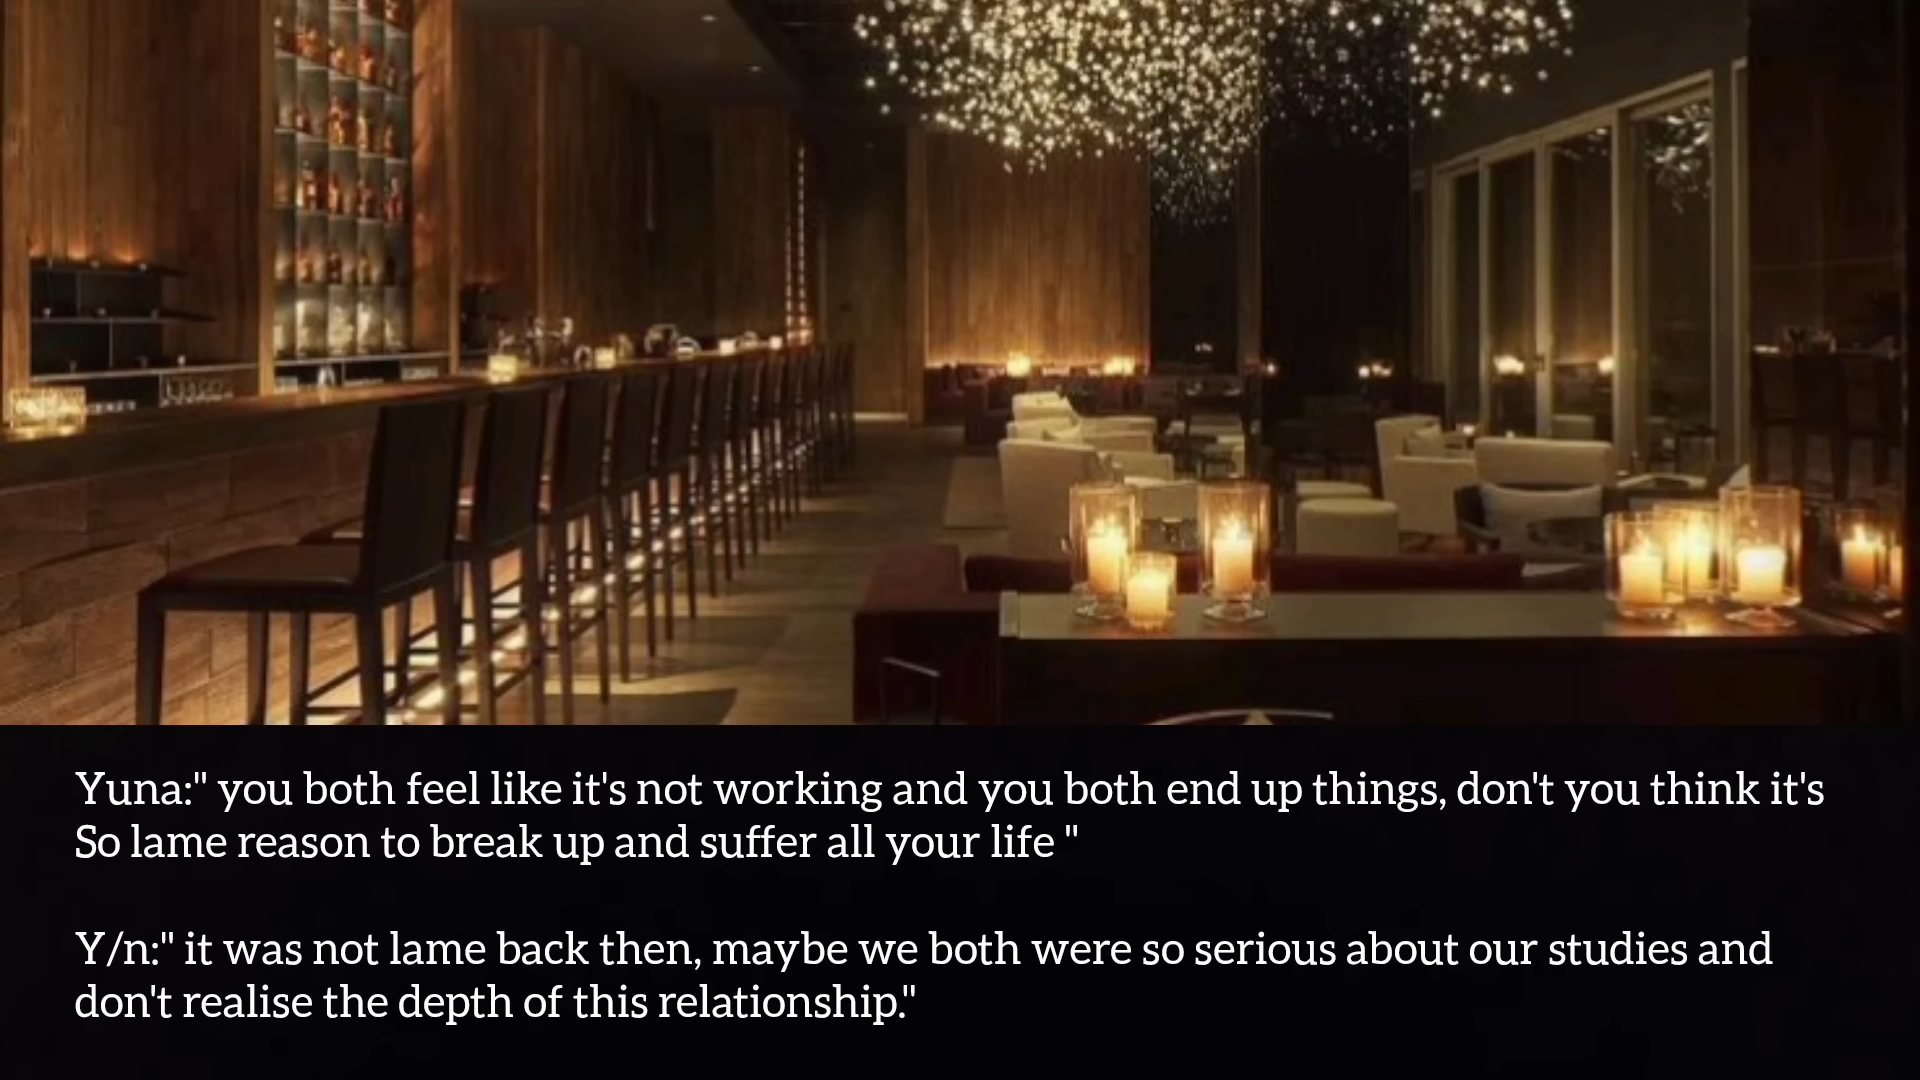 Yuna:" you both feel like it's not working and you both end up things, don't you think it's
So lame reason to break up and suffer all your life "
Y/n:" it was not lame back then, maybe we both were so serious about our studies and
don't realise the depth of this relationship."